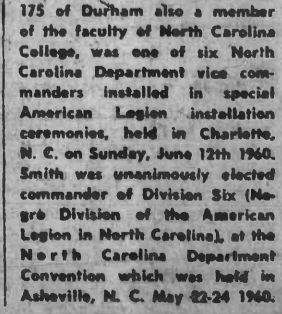 175 of Durham also a member
of the faculty of North Carolina
College, was one of six North
Carolina Department vice com-
manders installed in special
American Legion installation
ceremonies, held in Charlotte,
N. C. on Sunday, June 12th 1960.
Smith was unanimously elected
commander of Division Six (Ne-
gro Division of the American
Legion in North Carolina), at the
North Carolina Department
Convention which was held in
Asheville, N. C. May 22-24 1960.